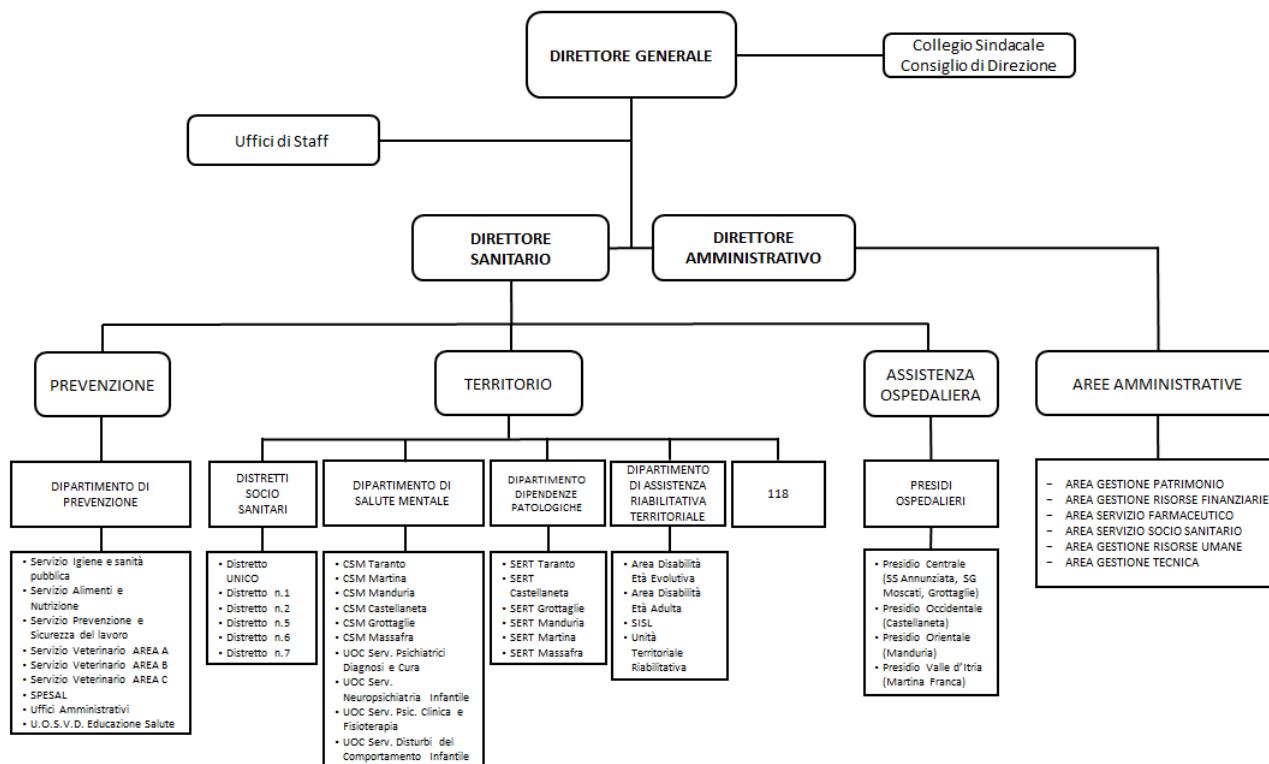 DIRETTORE GENERALE
Collegio Sindacale
Consiglio di Direzione
Uffici di Staff
DIRETTORE
SANITARIO
DIRETTORE
AMMINISTRATIVO
PREVENZIONE
TERRITORIO
ASSISTENZA
OSPEDALIERA
AREE AMMINISTRATIVE
DIPARTIMENTO DI
PREVENZIONE
DISTRETTI
SOCIO
SANITARI
DIPARTIMENTO DI
SALUTE MENTALE
DIPARTIMENTO
DIPENDENZE
PATOLOGICHE
DIPARTIMENTO
DI ASSISTENZA
RIABILITATIVA
TERRITORIALE
118
PRESIDI
OSPEDALIERI
– AREA GESTIONE PATRIMONIO
– AREA GESTIONE RISORSE FINANZIARIE
– AREA SERVIZIO FARMACEUTICO
– AREA SERVIZIO SOCIO SANITARIO
– AREA GESTIONE RISORSE UMANE
– AREA GESTIONE TECNICA
• Servizio Igiene e sanità
pubblica
• Servizio Alimenti e
Nutrizione
• Servizio Prevenzione e
Sicurezza del lavoro
• Servizio Veterinario AREA A
• Servizio Veterinario AREA B
• Servizio Veterinario AREA C
• SPESAL
• Uffici Amministrativi
• U.O.S.V.D. Educazione Salute
• Distretto
UNICO
• Distretto n.1
• Distretto n.2
• Distretto n.5
• Distretto n.6
• Distretto n.7
• CSM Taranto
• CSM Martina
• CSM Manduria
• CSM Castellaneta
• CSM Grottaglie
• CSM Massafra
• UOC Serv. Psichiatrici
Diagnosi e Cura
• UOC Serv.
Neuropsichiatria Infantile
• UOC Serv. Psic. Clinica e
Fisioterapia
• UOC Serv. Disturbi del
Comportamento Infantile
• SERT Taranto
• SERT
Castellaneta
• SERT Grottaglie
• SERT Manduria
• SERT Martina
• SERT Massafra
• Area Disabilità
Età Evolutiva
• Area Disabilità
Età Adulta
• SISL
• Unità
Territoriale
Riabilitativa
• Presidio Centrale
(SS Annunziata, SG
Moscati, Grottaglie)
• Presidio Occidentale
(Castellaneta)
• Presidio Orientale
(Manduria)
• Presidio Valle d'Itria
(Martina Franca)